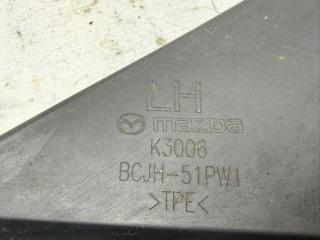 LH
mazda
K3006
BCJH-51PW1
>TPE<